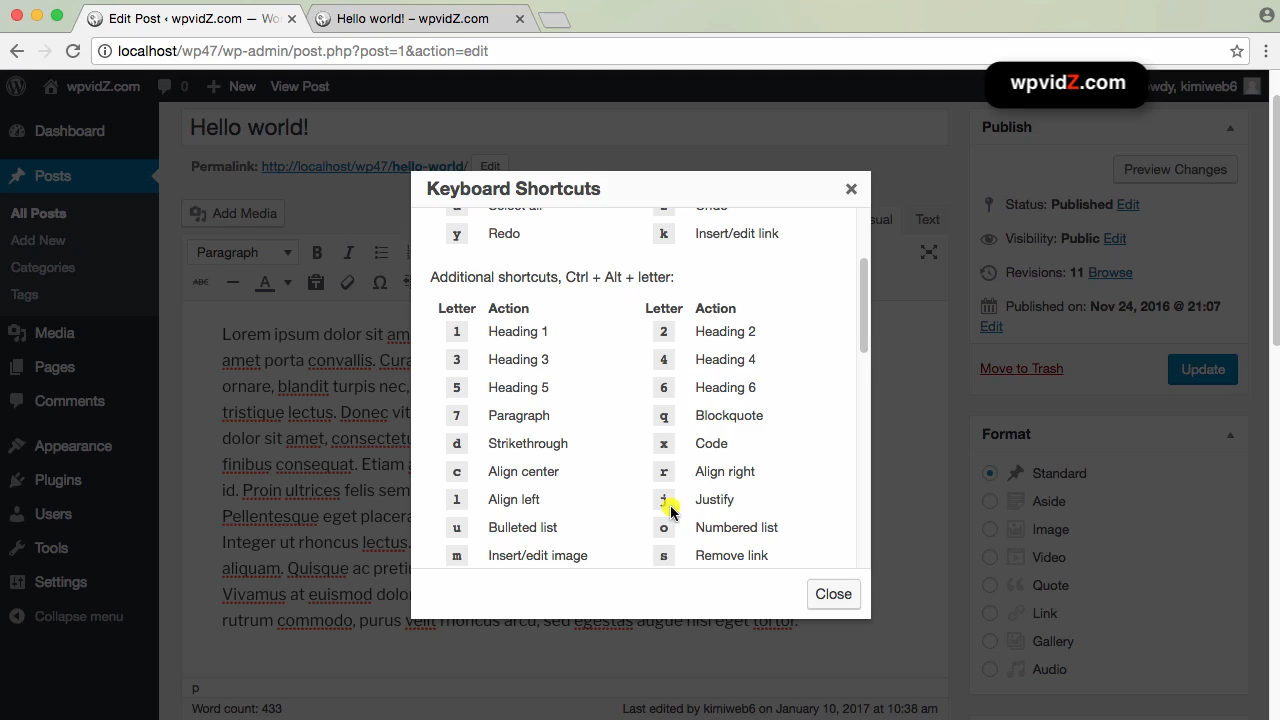 Edit Post ‹ wpvidZ.com — Wo
Hello world! – wpvidZ.com
localhost/wp47/wp-admin/post.php?post=1&action=edit
wpvidZ.com
0
New
View Post
wpvidZ.com
owdy, kimiweb6
Dashboard
Posts
All Posts
Add New
Categories
Tags
Media
Pages
Comments
Appearance
Plugins
Users
Tools
Settings
Collapse menu
Hello world!
Permalink: http://localhost/wp47/hello-world/ Edit
Add Media
sual
Text
Paragraph
B I
ABC A Ω
Lorem ipsum dolor sit am
amet porta convallis. Cura
ornare, blandit turpis nec,
tristique lectus. Donec vit
dolor sit amet, consectetu
finibus consequat. Etiam
id. Proin ultrices felis sem
Pellentesque eget placera
Integer ut rhoncus lectus.
aliquam. Quisque ac preti
Vivamus at euismod dolo
rutrum commodo, purus velit rhoncus arcu, sed egestas augue nisl eget tortor.
p
Word count: 433
Last edited by kimiweb6 on January 10, 2017 at 10:38 am
Keyboard Shortcuts
Select all
Undo
y Redo k Insert/edit link
Additional shortcuts, Ctrl + Alt + letter:
Letter Action Letter Action
1 Heading 1 2 Heading 2
3 Heading 3 4 Heading 4
5 Heading 5 6 Heading 6
7 Paragraph q Blockquote
d Strikethrough x Code
c Align center r Align right
l Align left j Justify
u Bulleted list o Numbered list
m Insert/edit image s Remove link
Close
Publish
Preview Changes
Status: Published Edit
Visibility: Public Edit
Revisions: 11 Browse
Published on: Nov 24, 2016 @ 21:07
Edit
Move to Trash
Update
Format
Standard
Aside
Image
Video
Quote
Link
Gallery
Audio